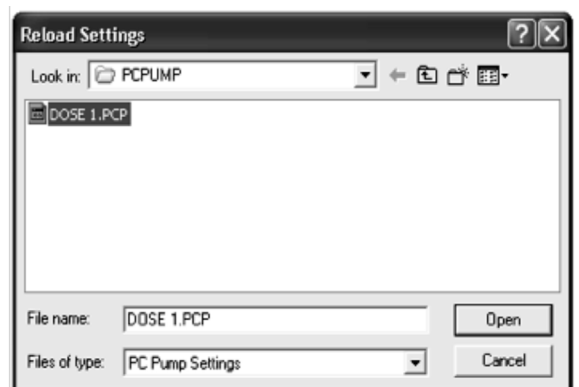 Reload Settings
Look in: PCPUMP
DOSE 1.PCP
File name: DOSE 1.PCP Open
Files of type: PC Pump Settings Cancel